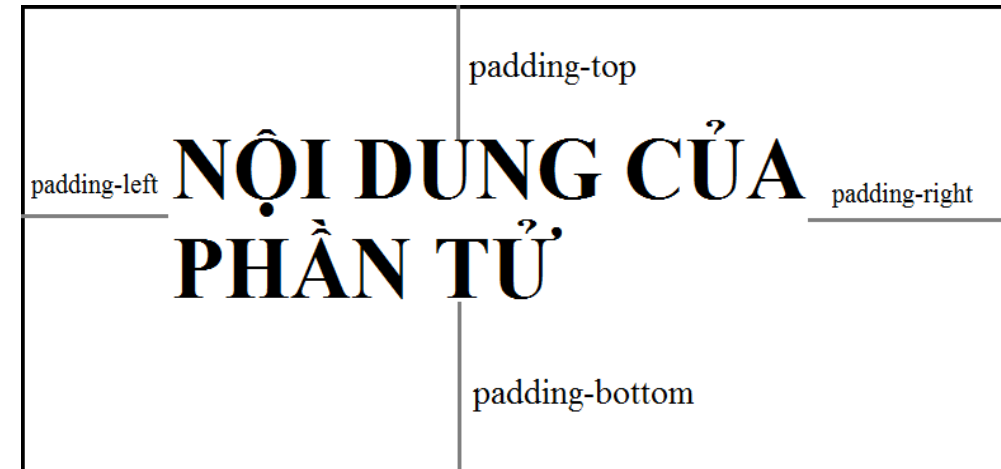 padding-top
NỘI DUNG CỦA
padding-left
padding-right
PHẦN TỬ
padding-bottom